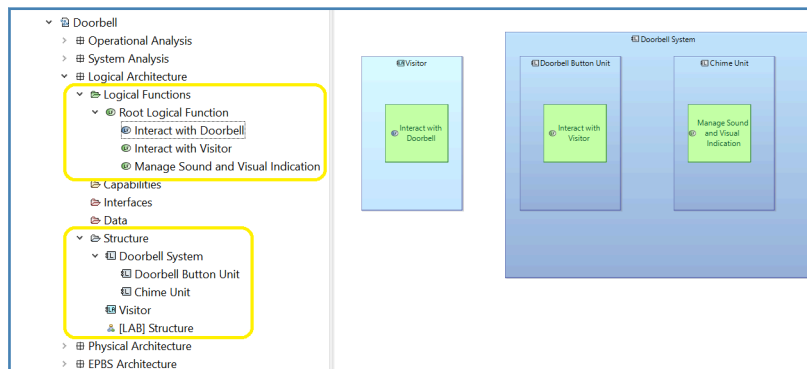 Doorbell
Operational Analysis
System Analysis
Logical Architecture
Logical Functions
Root Logical Function
Interact with Doorbell
Interact with Visitor
Manage Sound and Visual Indication
Capabilities
Interfaces
Data
Structure
Doorbell System
Doorbell Button Unit
Chime Unit
Visitor
[LAB] Structure
Physical Architecture
EPBS Architecture
Visitor
Interact with
Doorbell
Doorbell System
Doorbell Button Unit
Interact with
Visitor
Chime Unit
Manage Sound
and Visual
Indication